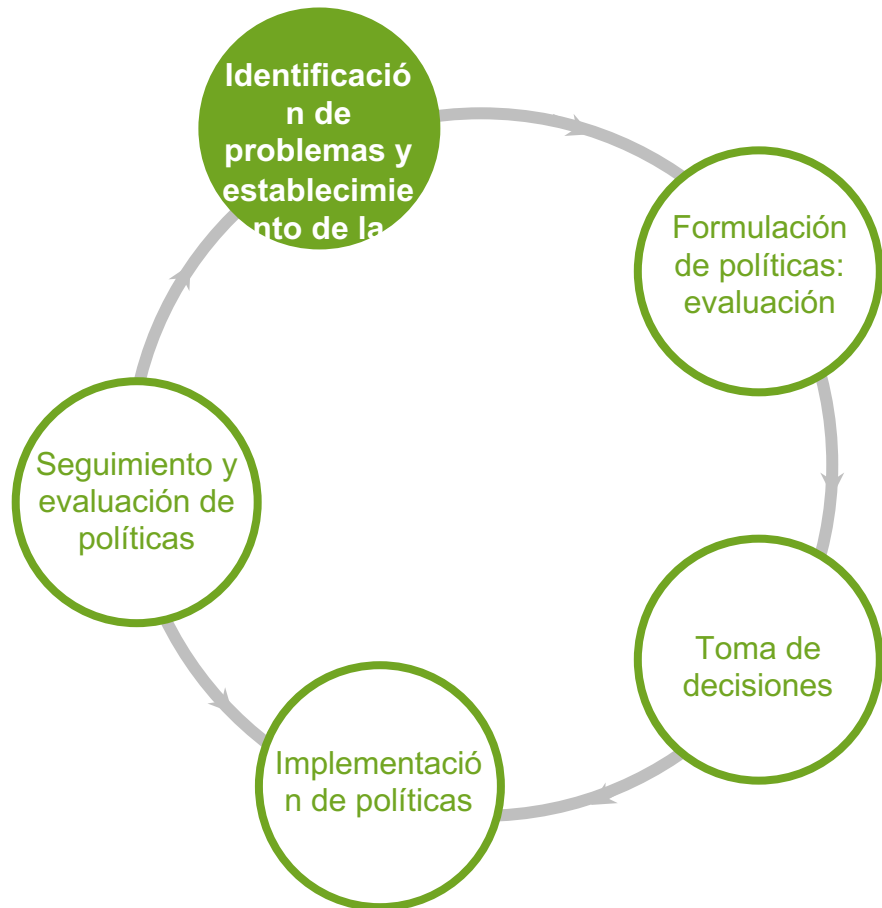 Identificació
n de
problemas y
establecimie
nto de la
Formulación
de políticas:
evaluación
Toma de
decisiones
Implementació
n de políticas
Seguimiento y
evaluación de
políticas